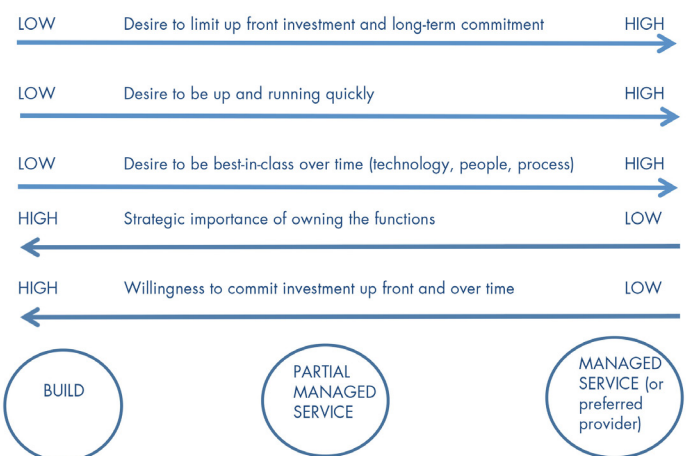 LOW Desire to limit up front investment and long-term commitment HIGH
LOW Desire to be up and running quickly HIGH
LOW Desire to be best-in-class over time (technology, people, process) HIGH
HIGH Strategic importance of owning the functions LOW
HIGH Willingness to commit investment up front and over time LOW
BUILD
PARTIAL
MANAGED
SERVICE
MANAGED
SERVICE (or
preferred
provider)